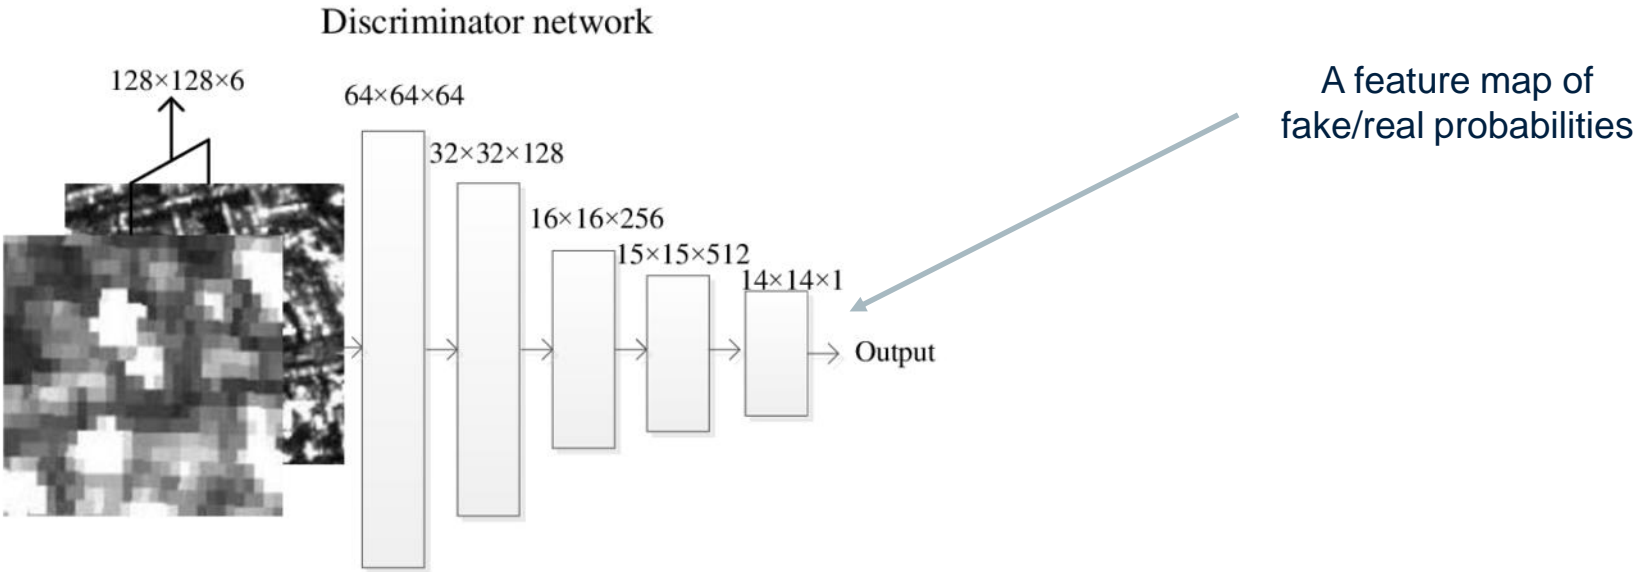 Discriminator network
128×128×6
64×64×64
32×32×128
16×16×256
15×15×512
14×14×1
Output
A feature map of
fake/real probabilities